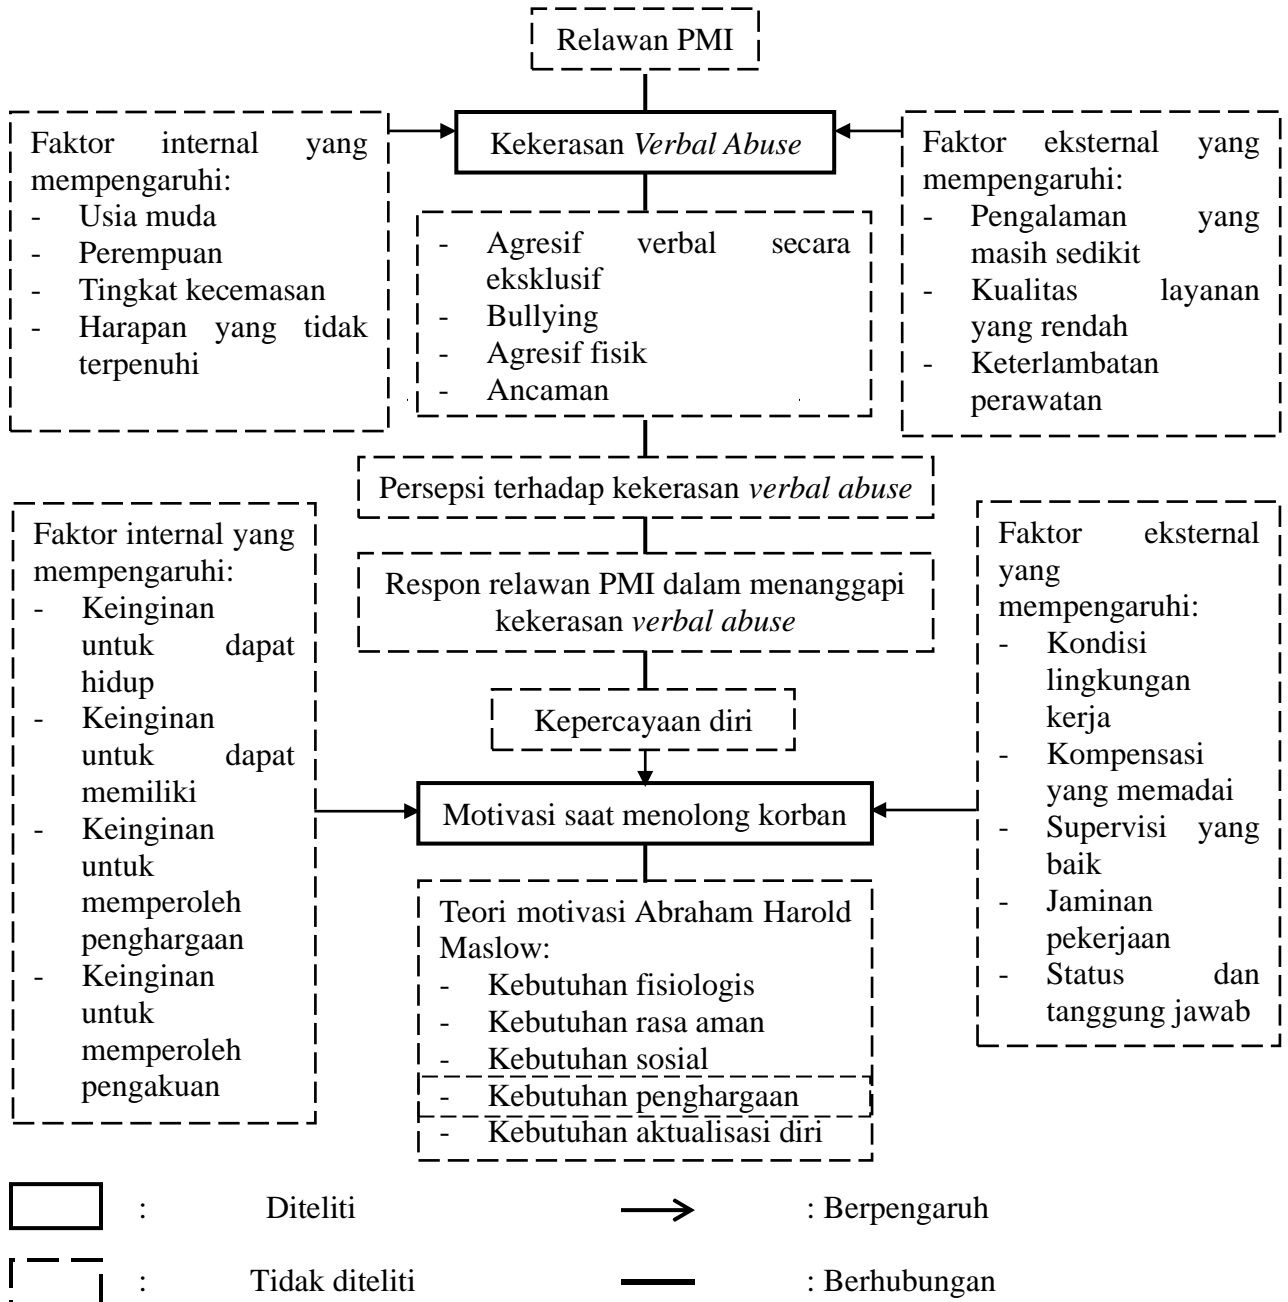 Relawan PMI
Kekerasan Verbal Abuse
Faktor internal yang
mempengaruhi:
- Usia muda
- Perempuan
- Tingkat kecemasan
- Harapan yang tidak
terpenuhi
- Agresif verbal secara
eksklusif
- Bullying
- Agresif fisik
- Ancaman
Faktor eksternal yang
mempengaruhi:
- Pengalaman yang
masih sedikit
- Kualitas layanan
yang rendah
- Keterlambatan
perawatan
Persepsi terhadap kekerasan verbal abuse
Respon relawan PMI dalam menanggapi
kekerasan verbal abuse
Kepercayaan diri
Faktor internal yang
mempengaruhi:
- Keinginan
untuk dapat
hidup
- Keinginan
untuk dapat
memiliki
- Keinginan
untuk
memperoleh
penghargaan
- Keinginan
untuk
memperoleh
pengakuan
Motivasi saat menolong korban
Faktor eksternal
yang
mempengaruhi:
- Kondisi
lingkungan
kerja
- Kompensasi
yang memadai
- Supervisi yang
baik
- Jaminan
pekerjaan
- Status dan
tanggung jawab
Teori motivasi Abraham Harold
Maslow:
- Kebutuhan fisiologis
- Kebutuhan rasa aman
- Kebutuhan sosial
- Kebutuhan penghargaan
- Kebutuhan aktualisasi diri
: Diteliti
: Berpengaruh
: Tidak diteliti
: Berhubungan